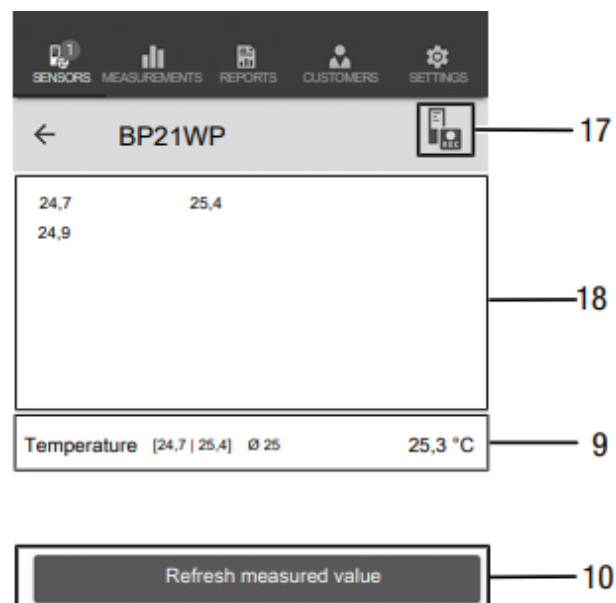 1
SENSORS MEASUREMENTS REPORTS CUSTOMERS SETTINGS
BP21WP
17
24,7 25,4
24,9
18
Temperature [24,7 | 25,4] Ø 25 25,3 °C
9
Refresh measured value
10